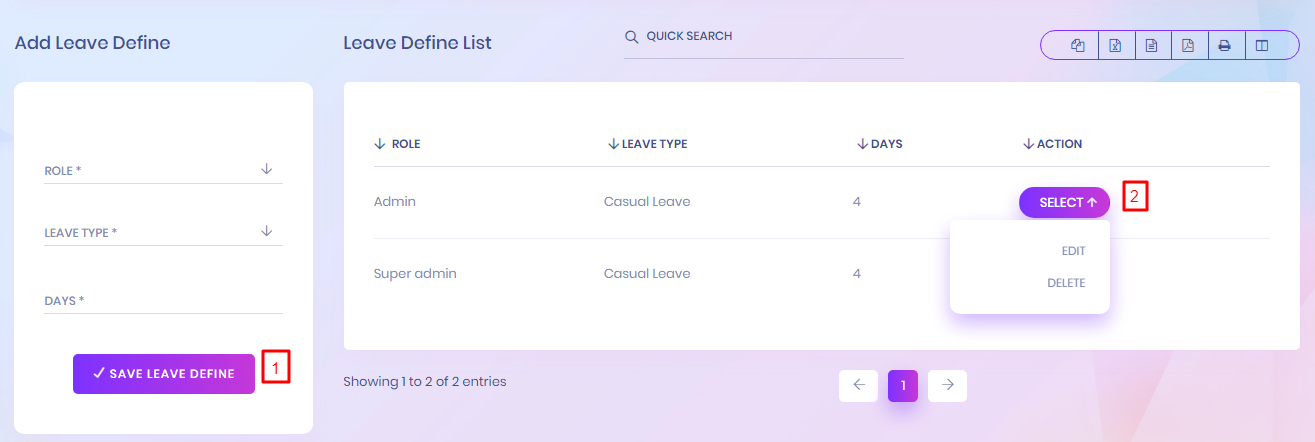 Add Leave Define
Leave Define List
QUICK SEARCH
ROLE *
LEAVE TYPE *
DAYS *
SAVE LEAVE DEFINE
1
ROLE LEAVE TYPE DAYS ACTION
Admin Casual Leave 4 SELECT
2
EDIT
DELETE
Super admin Casual Leave 4
Showing 1 to 2 of 2 entries
1